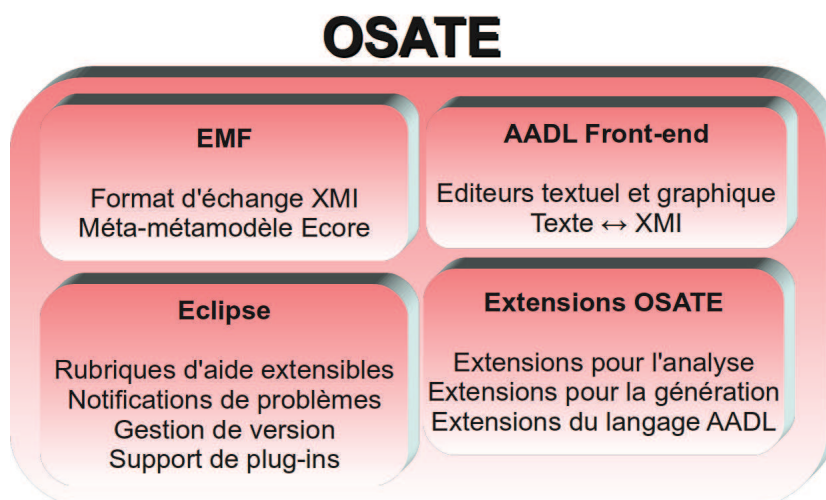 OSATE
EMF
Format d'échange XMI
Méta-métamodèle Ecore
AADL Front-end
Editeurs textuel et graphique
Texte ↔ XMI
Eclipse
Rubriques d'aide extensibles
Notifications de problèmes
Gestion de version
Support de plug-ins
Extensions OSATE
Extensions pour l'analyse
Extensions pour la génération
Extensions du langage AADL